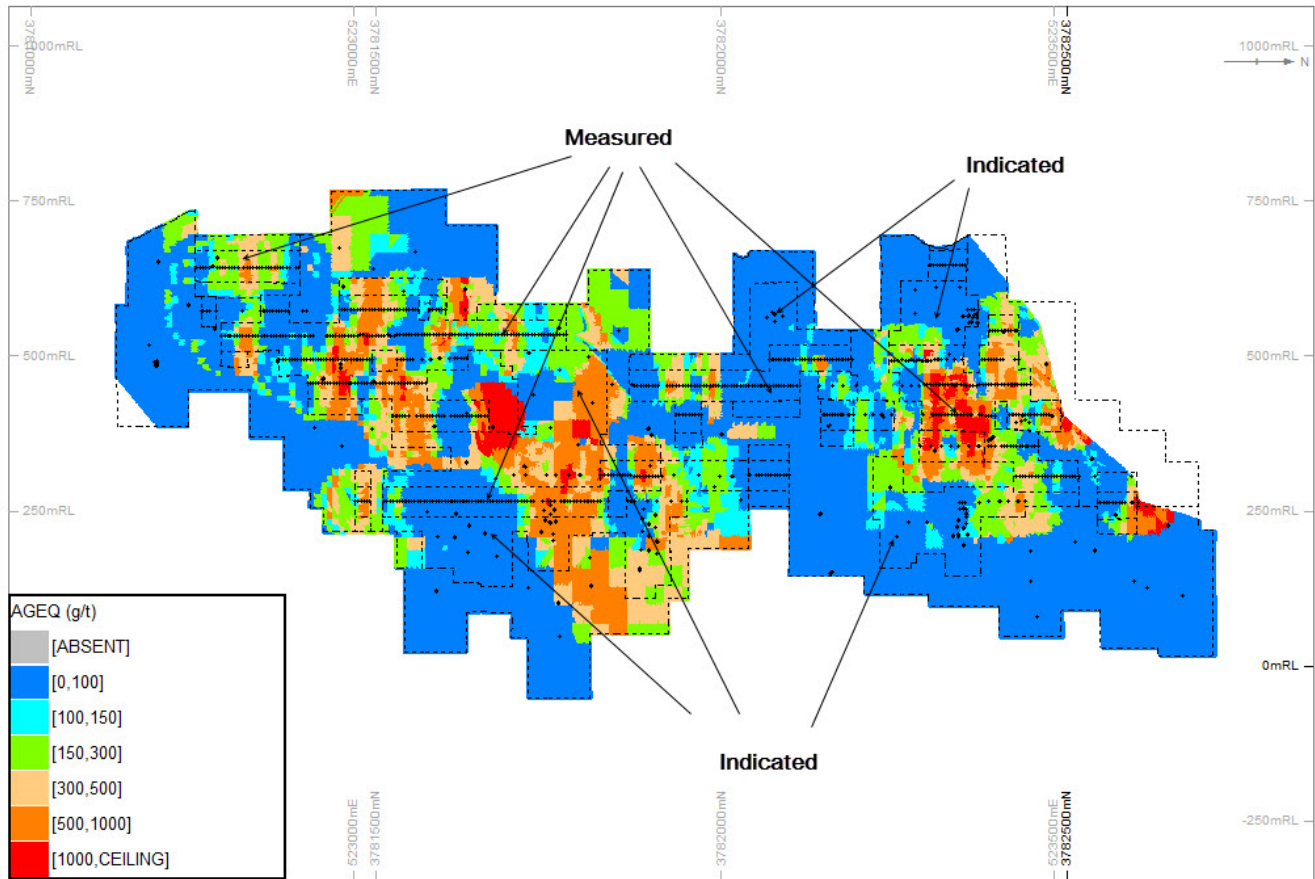 3781000mN
523000mE
3781500mN
3782000mN
523500mE
3782500mN
1000mRL
1000mRL
N
Measured
Indicated
750mRL
750mRL
500mRL
500mRL
250mRL
250mRL
AGEQ (g/t)
[ABSENT]
[0,100]
[100,150]
[150,300]
[300,500]
[500,1000]
[1000,CEILING]
0mRL
Indicated
523000mE
3781500mN
3782000mN
523500mE
3782500mN
-250mRL